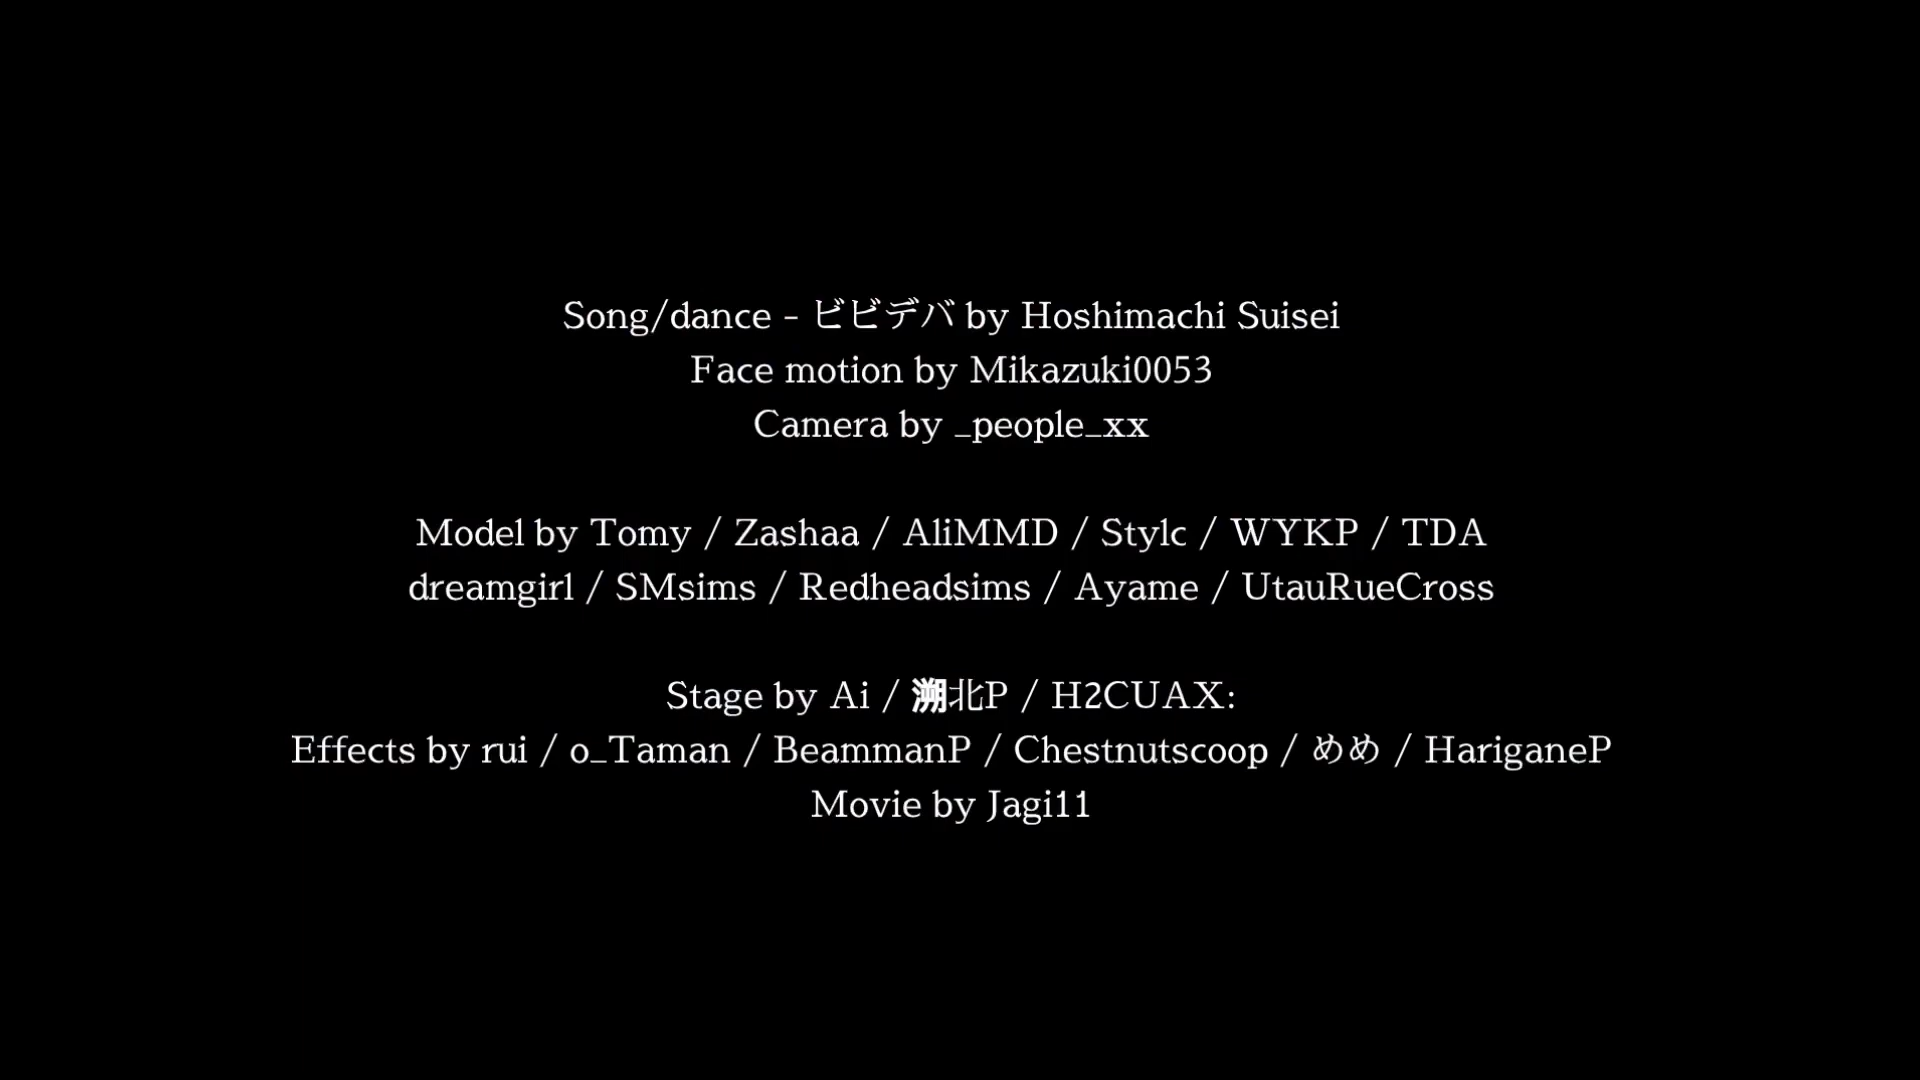 Song/dance - ビビデバ by Hoshimachi Suisei
Face motion by Mikazuki0053
Camera by _people_xx
Model by Tomy / Zashaa / AliMMD / Stylc / WYKP / TDA
dreamgirl / SMsims / Redheadsims / Ayame / UtauRueCross
Stage by Ai / 溯北P / H2CUAX:
Effects by rui / o_Taman / BeammanP / Chestnutscoop / めめ / HariganeP
Movie by Jagi11